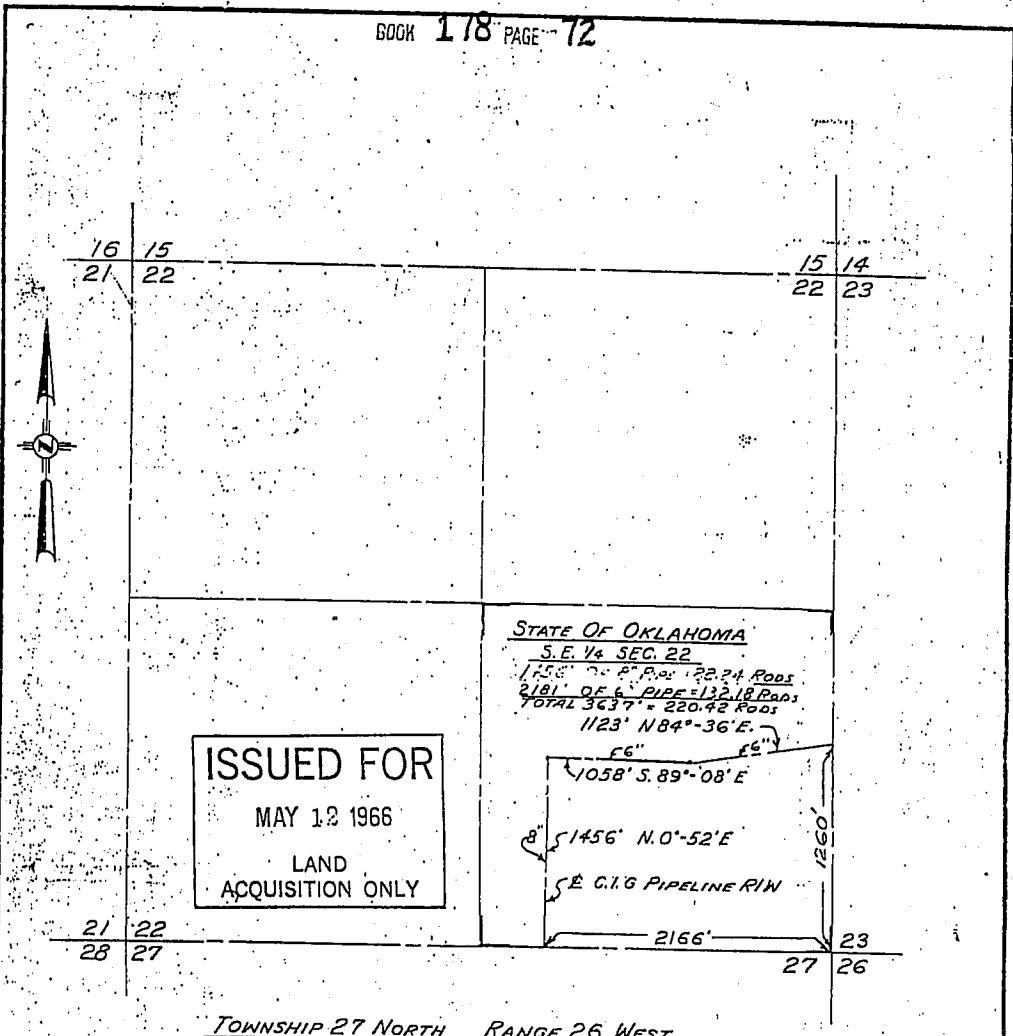 BOOK 178 PAGE 72
16 15
21 22
15 14
22 23
N
STATE OF OKLAHOMA
S.E. 1/4 SEC. 22
OF 8" RODS
2181' OF 6" PIPE = 132.18 RODS
TOTAL 3637' = 220.42 RODS
1123' N 84°-36' E.
6" 6"
1058' S. 89°-08' E
ISSUED FOR
MAY 12 1966
LAND
ACQUISITION ONLY
8"
1456' N. 0°-52' E
1260'
₵ C.I.G PIPELINE R/W
2166'
21 22
28 27
23
27 26
TOWNSHIP 27 NORTH RANGE 26 WEST